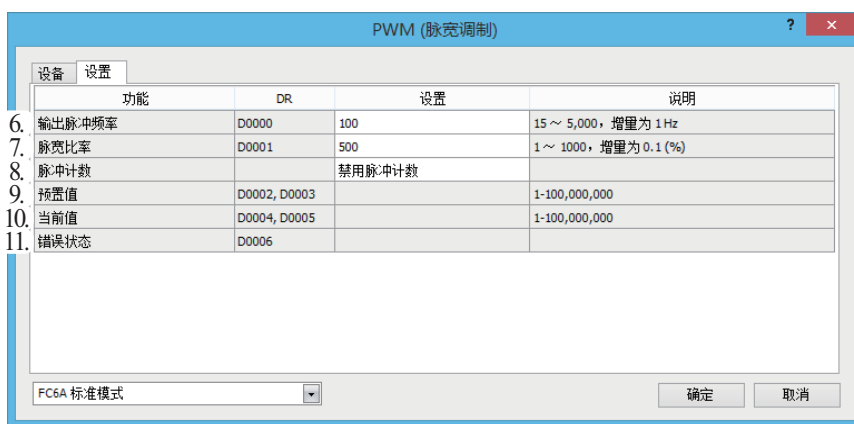 PWM (脉宽调制) ? ×
设备 设置
功能 DR 设置 说明
6. 输出脉冲频率 D0000 100 15～5,000，增量为 1Hz
7. 脉宽比率 D0001 500 1～1000，增量为 0.1 (%)
8. 脉冲计数 禁用脉冲计数
9. 预置值 D0002, D0003 1-100,000,000
10. 当前值 D0004, D0005 1-100,000,000
11. 错误状态 D0006
FC6A 标准模式 确定 取消